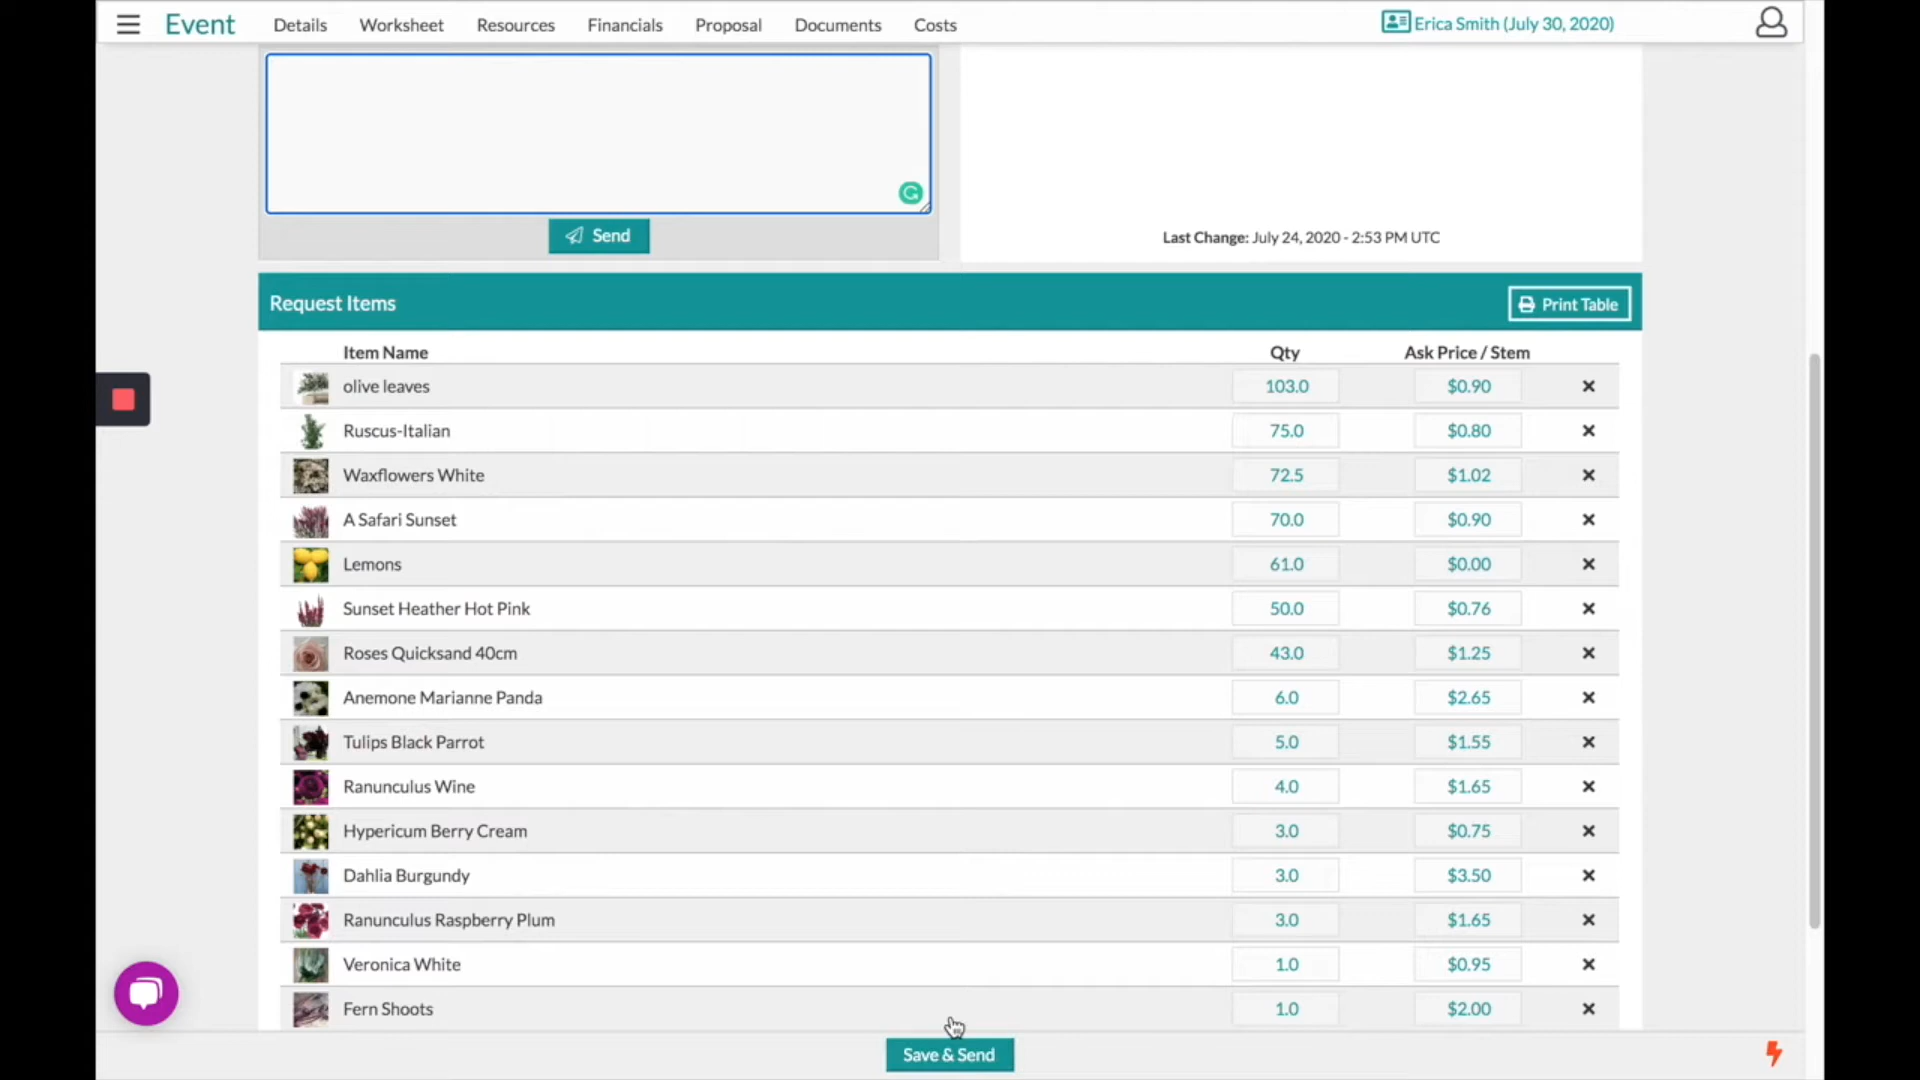 Event Details Worksheet Resources Financials Proposal Documents Costs Erica Smith (July 30, 2020)
Send
Last Change: July 24, 2020 - 2:53 PM UTC
Request Items Print Table
Item Name Qty Ask Price / Stem
olive leaves 103.0 $0.90
Ruscus-Italian 75.0 $0.80
Waxflowers White 72.5 $1.02
A Safari Sunset 70.0 $0.90
Lemons 61.0 $0.00
Sunset Heather Hot Pink 50.0 $0.76
Roses Quicksand 40cm 43.0 $1.25
Anemone Marianne Panda 6.0 $2.65
Tulips Black Parrot 5.0 $1.55
Ranunculus Wine 4.0 $1.65
Hypericum Berry Cream 3.0 $0.75
Dahlia Burgundy 3.0 $3.50
Ranunculus Raspberry Plum 3.0 $1.65
Veronica White 1.0 $0.95
Fern Shoots 1.0 $2.00
Save & Send